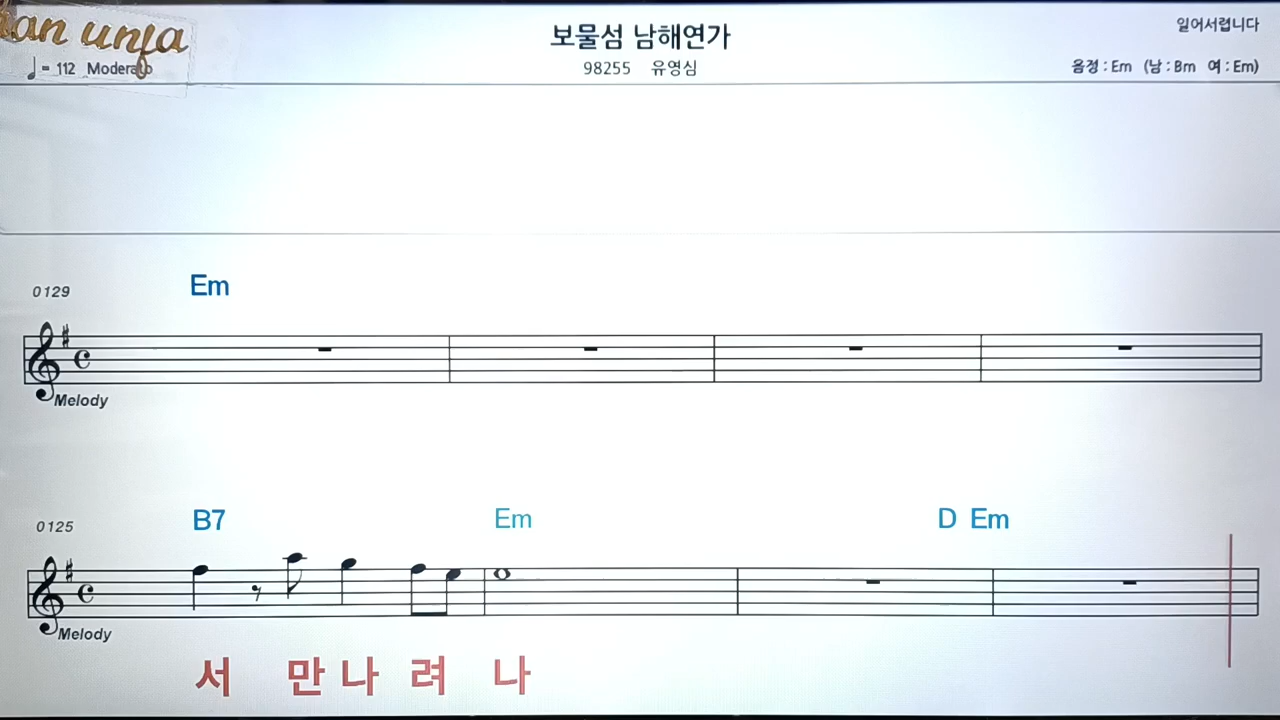 unja
보물섬 남해연가
일어서렵니다
♩= 112 Moderato
98255 유영심
음정 : Em (남 : Bm 여 : Em)
0129 Em
Melody
0125 B7 Em D Em
Melody
서 만 나 려 나